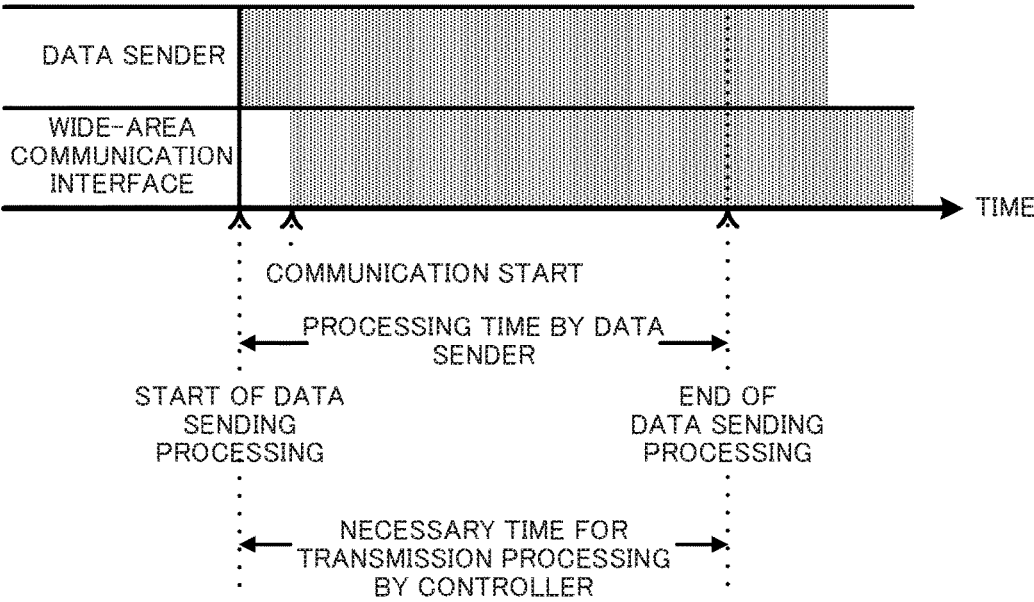 DATA SENDER
WIDE-AREA
COMMUNICATION
INTERFACE
TIME
COMMUNICATION START
PROCESSING TIME BY DATA
SENDER
START OF DATA
SENDING
PROCESSING
END OF
DATA SENDING
PROCESSING
NECESSARY TIME FOR
TRANSMISSION PROCESSING
BY CONTROLLER